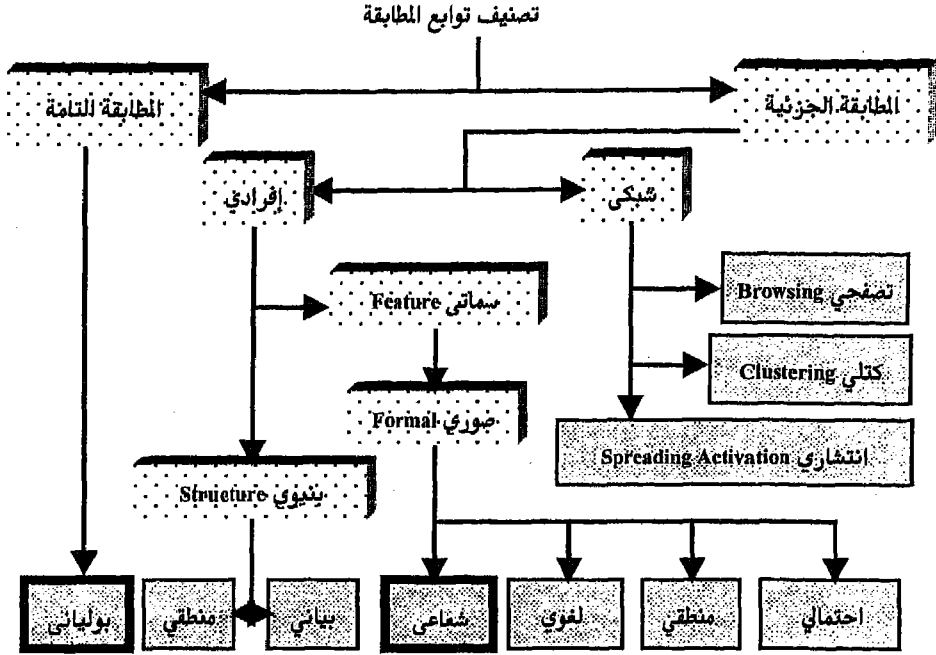 تصنيف توابع المطابقة
المطابقة الجزئية
المطابقة التامة
شبكي
إفرادي
تصفحي Browsing
سماتي Feature
كتلي Clustering
صوري Formal
انتشاري Spreading Activation
بنيوي Structure
احتمالي
منطقي
لغوي
شعاعي
بياني
منطقي
بولياني